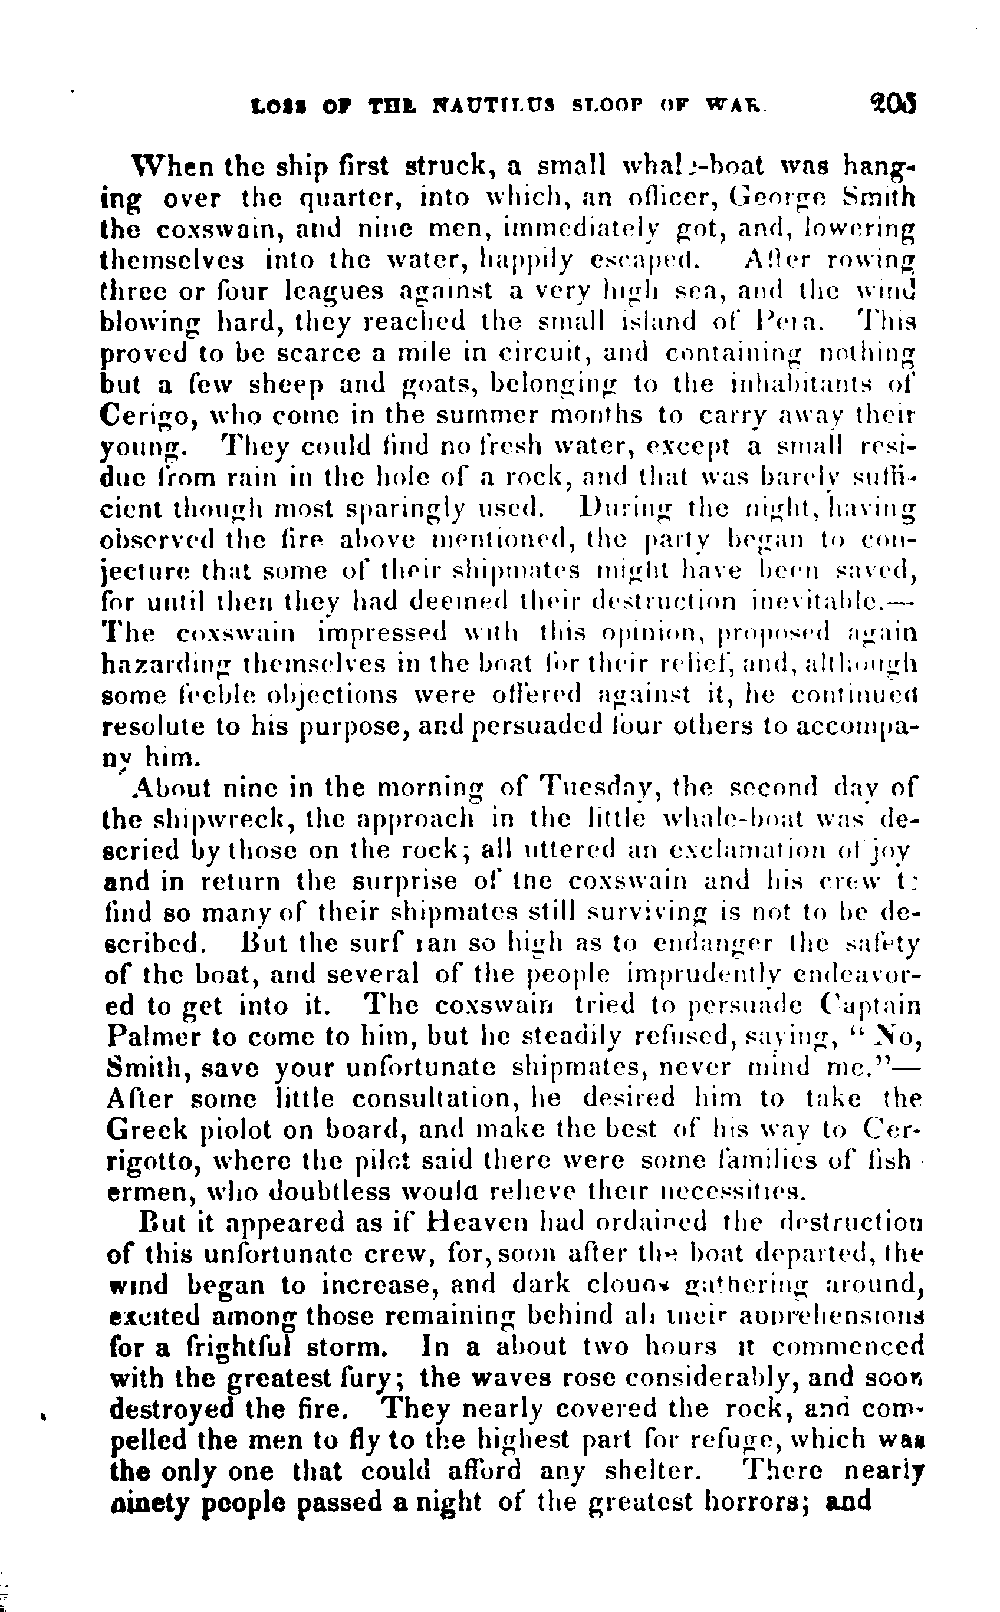 LOSS OF THE NAUTILUS SLOOP OF WAR. 205
When the ship first struck, a small whale-boat was hang-
ing over the quarter, into which, an officer, George Smith
the coxswain, and nine men, immediately got, and, lowering
themselves into the water, happily escaped. After rowing
three or four leagues against a very high sea, and the wind
blowing hard, they reached the small island of Pera. This
proved to be scarce a mile in circuit, and containing nothing
but a few sheep and goats, belonging to the inhabitants of
Cerigo, who come in the summer months to carry away their
young. They could find no fresh water, except a small resi-
due from rain in the hole of a rock, and that was barely suffi-
cient though most sparingly used. During the night, having
observed the fire above mentioned, the party began to con-
jecture that some of their shipmates might have been saved,
for until then they had deemed their destruction inevitable.—
The coxswain impressed with this opinion, proposed again
hazarding themselves in the boat for their relief, and, although
some feeble objections were offered against it, he continued
resolute to his purpose, and persuaded four others to accompa-
ny him.
About nine in the morning of Tuesday, the second day of
the shipwreck, the approach in the little whale-boat was de-
scried by those on the rock; all uttered an exclamation of joy
and in return the surprise of the coxswain and his crew to
find so many of their shipmates still surviving is not to be de-
scribed. But the surf ran so high as to endanger the safety
of the boat, and several of the people imprudently endeavor-
ed to get into it. The coxswain tried to persuade Captain
Palmer to come to him, but he steadily refused, saying, "No,
Smith, save your unfortunate shipmates, never mind me."—
After some little consultation, he desired him to take the
Greek piolot on board, and make the best of his way to Cer-
rigotto, where the pilot said there were some families of fish-
ermen, who doubtless would relieve their necessities.
But it appeared as if Heaven had ordained the destruction
of this unfortunate crew, for, soon after the boat departed, the
wind began to increase, and dark clouds gathering around,
excited among those remaining behind all their apprehensions
for a frightful storm. In a about two hours it commenced
with the greatest fury; the waves rose considerably, and soon
destroyed the fire. They nearly covered the rock, and com-
pelled the men to fly to the highest part for refuge, which was
the only one that could afford any shelter. There nearly
ninety people passed a night of the greatest horrors; and